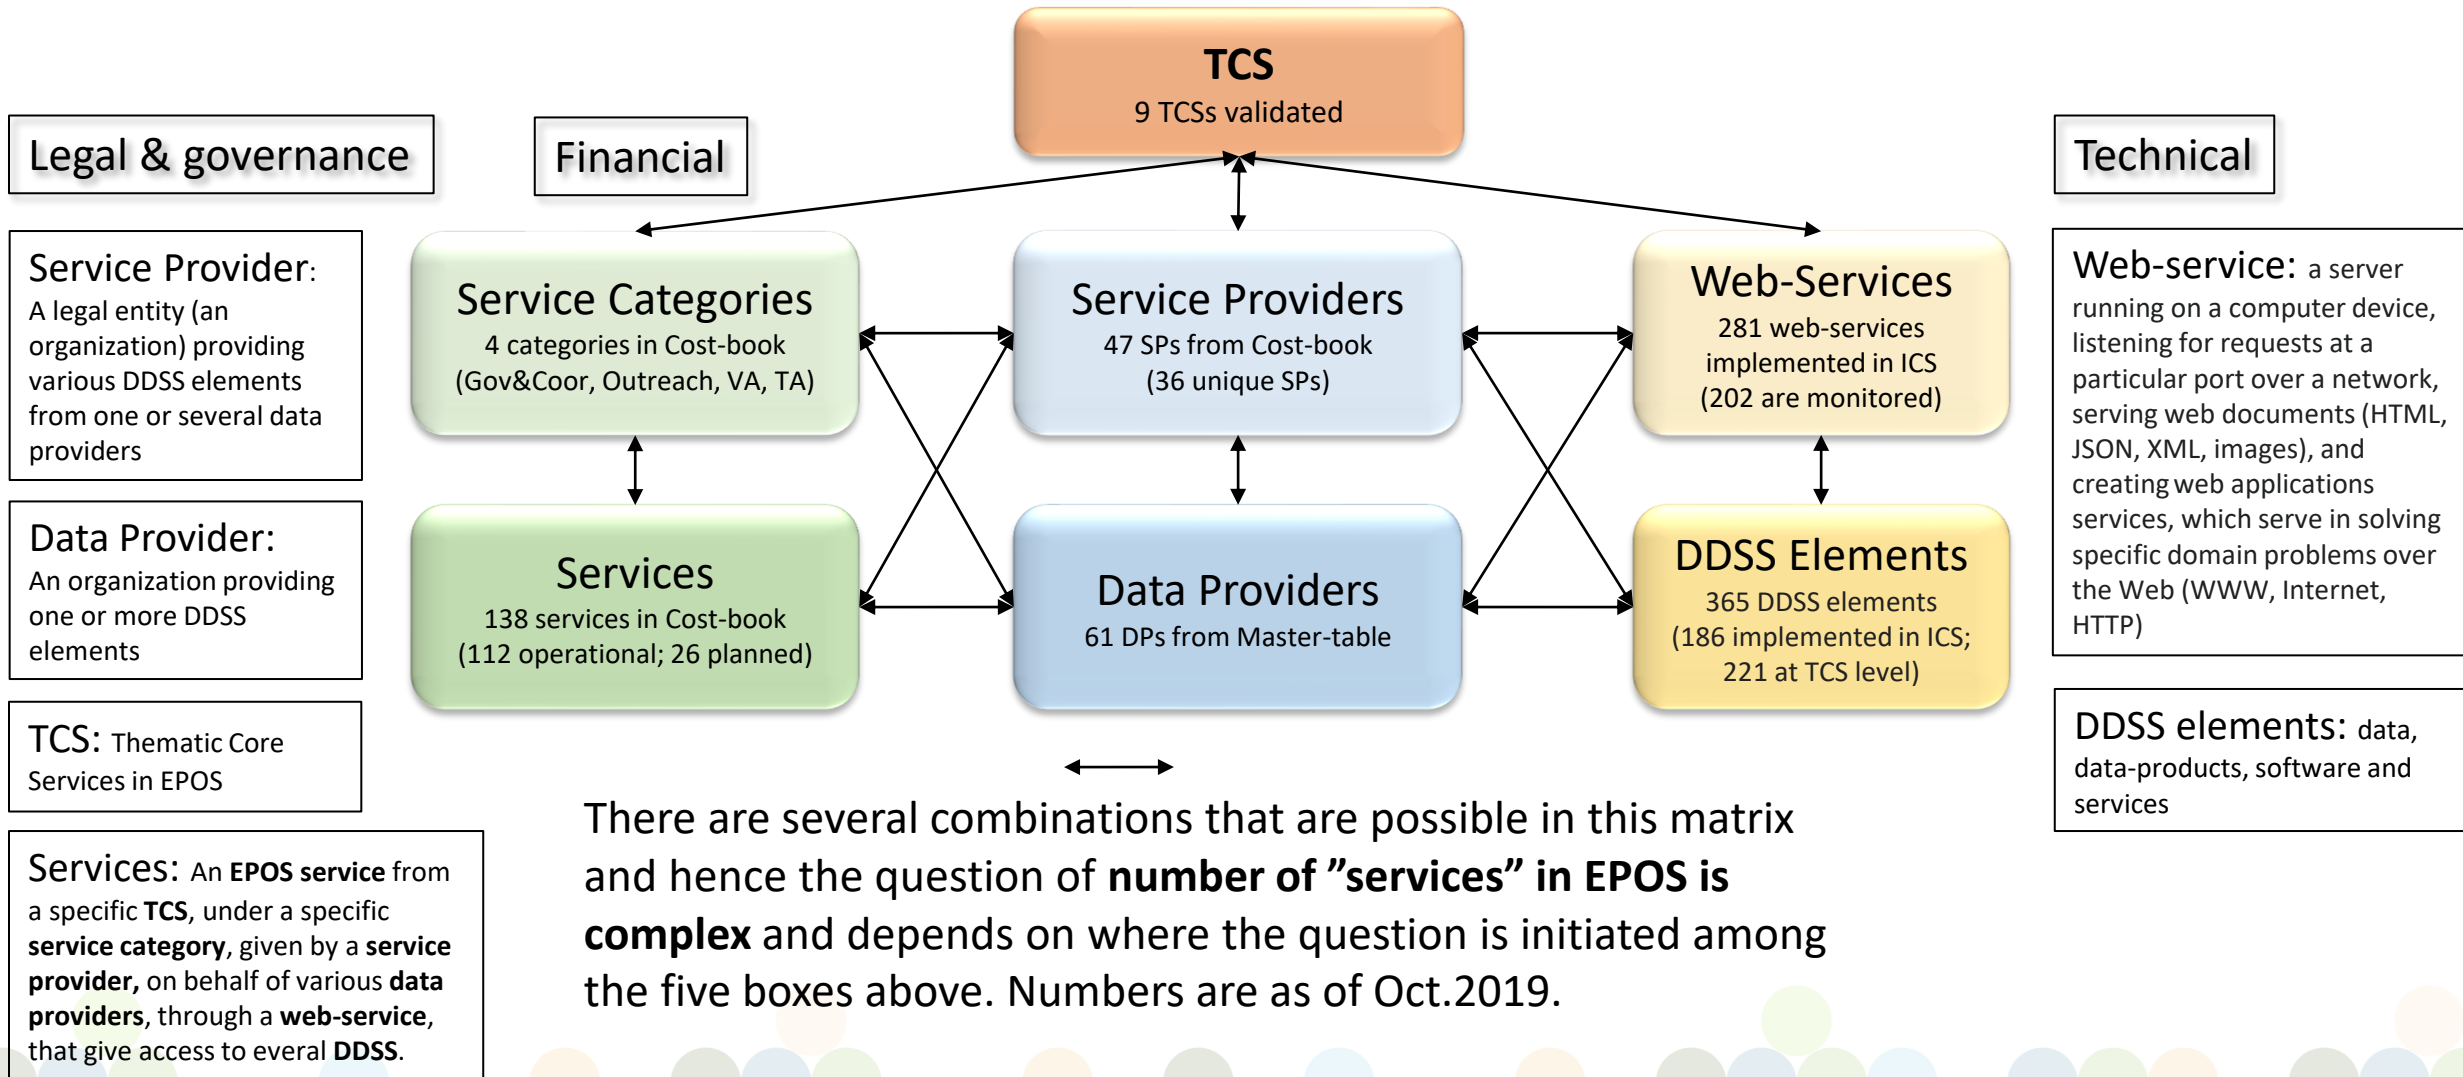 TCS
9 TCSs validated
Legal & governance
Financial
Technical
Service Provider:
A legal entity (an
organization) providing
various DDSS elements
from one or several data
providers
Data Provider:
An organization providing
one or more DDSS
elements
TCS: Thematic Core
Services in EPOS
Services: An EPOS service from
a specific TCS, under a specific
service category, given by a service
provider, on behalf of various data
providers, through a web-service,
that give access to everal DDSS.
Service Categories
4 categories in Cost-book
(Gov&Coor, Outreach, VA, TA)
Service Providers
47 SPs from Cost-book
(36 unique SPs)
Web-Services
281 web-services
implemented in ICS
(202 are monitored)
Services
138 services in Cost-book
(112 operational; 26 planned)
Data Providers
61 DPs from Master-table
DDSS Elements
365 DDSS elements
(186 implemented in ICS;
221 at TCS level)
There are several combinations that are possible in this matrix
and hence the question of number of ”services” in EPOS is
complex and depends on where the question is initiated among
the five boxes above. Numbers are as of Oct.2019.
Web-service: a server
running on a computer device,
listening for requests at a
particular port over a network,
serving web documents (HTML,
JSON, XML, images), and
creating web applications
services, which serve in solving
specific domain problems over
the Web (WWW, Internet,
HTTP)
DDSS elements: data,
data-products, software and
services